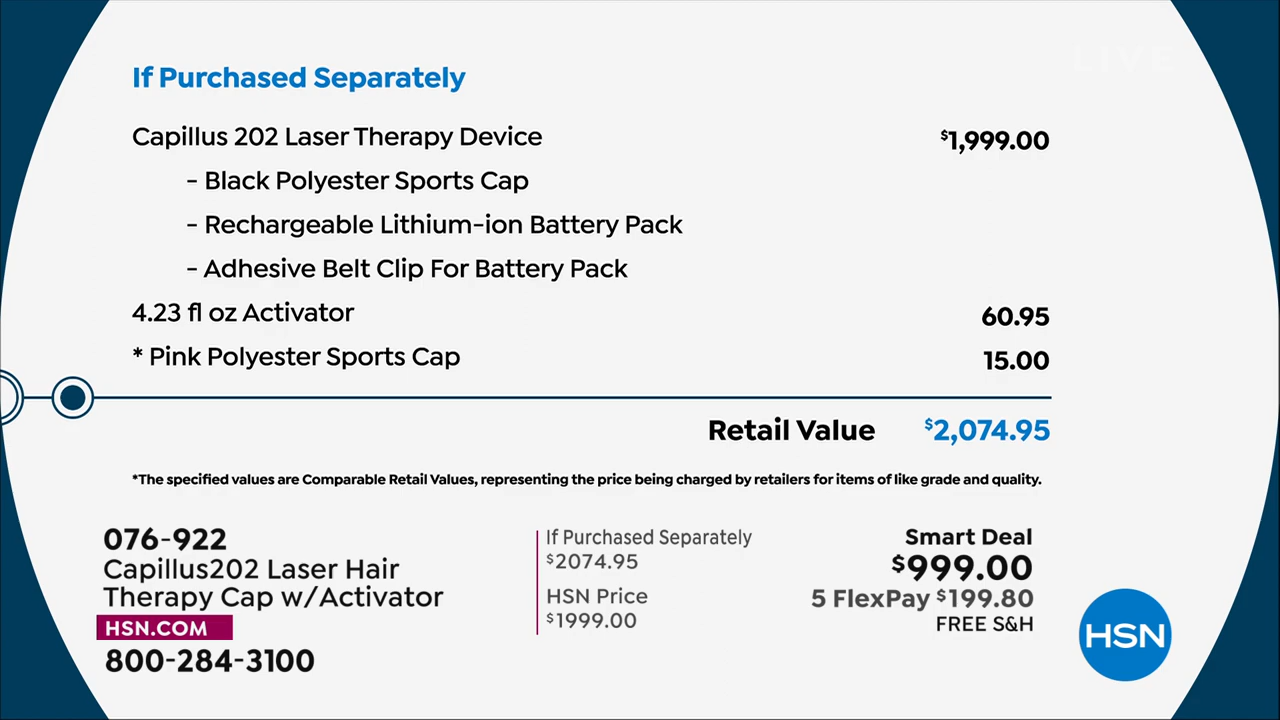 LIVE
If Purchased Separately
Capillus 202 Laser Therapy Device $1,999.00
- Black Polyester Sports Cap
- Rechargeable Lithium-ion Battery Pack
- Adhesive Belt Clip For Battery Pack
4.23 fl oz Activator 60.95
* Pink Polyester Sports Cap 15.00
Retail Value $2,074.95
*The specified values are Comparable Retail Values, representing the price being charged by retailers for items of like grade and quality.
076-922
Capillus202 Laser Hair
Therapy Cap w/Activator
HSN.COM
800-284-3100
If Purchased Separately
$2074.95
HSN Price
$1999.00
Smart Deal
$999.00
5 FlexPay $199.80
FREE S&H
HSN